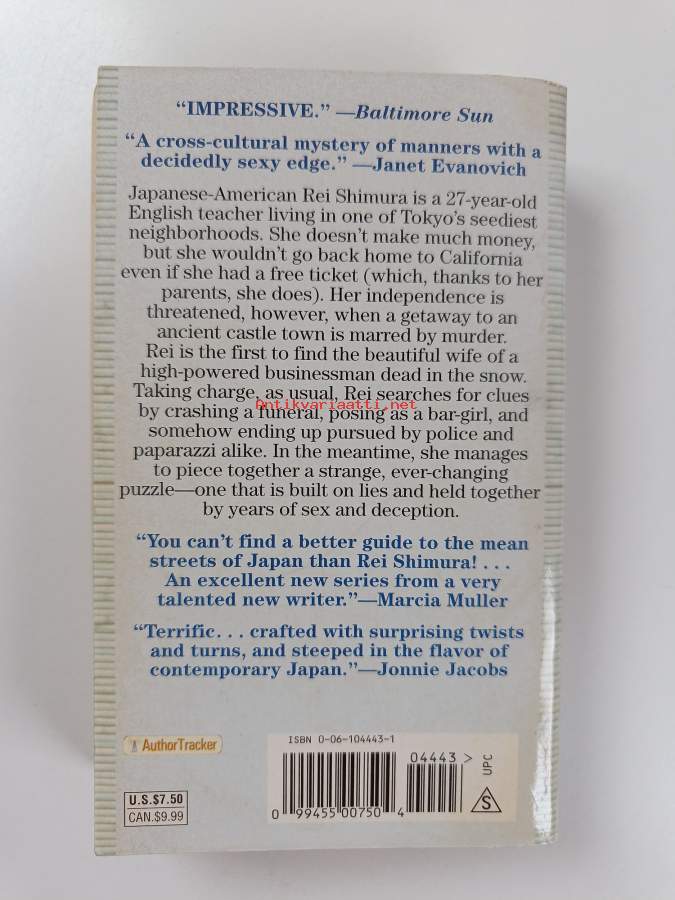 “IMPRESSIVE.” —Baltimore Sun
“A cross-cultural mystery of manners with a
decidedly sexy edge.” —Janet Evanovich
Japanese-American Rei Shimura is a 27-year-old
English teacher living in one of Tokyo’s seediest
neighborhoods. She doesn’t make much money,
but she wouldn’t go back home to California
even if she had a free ticket (which, thanks to her
parents, she does). Her independence is
threatened, however, when a getaway to an
ancient castle town is marred by murder.
Rei is the first to find the beautiful wife of a
high-powered businessman dead in the snow.
Taking charge, as usual, Rei searches for clues
Antikvariaatti.net
by crashing a funeral, posing as a bar-girl, and
somehow ending up pursued by police and
paparazzi alike. In the meantime, she manages
to piece together a strange, ever-changing
puzzle—one that is built on lies and held together
by years of sex and deception.
“You can’t find a better guide to the mean
streets of Japan than Rei Shimura! . . .
An excellent new series from a very
talented new writer.”—Marcia Muller
“Terrific. . . crafted with surprising twists
and turns, and steeped in the flavor of
contemporary Japan.”—Jonnie Jacobs
AuthorTracker
U.S.$7.50
CAN.$9.99
ISBN 0-06-104443-1
04443 >
0 99455 00750 4
UPC
S